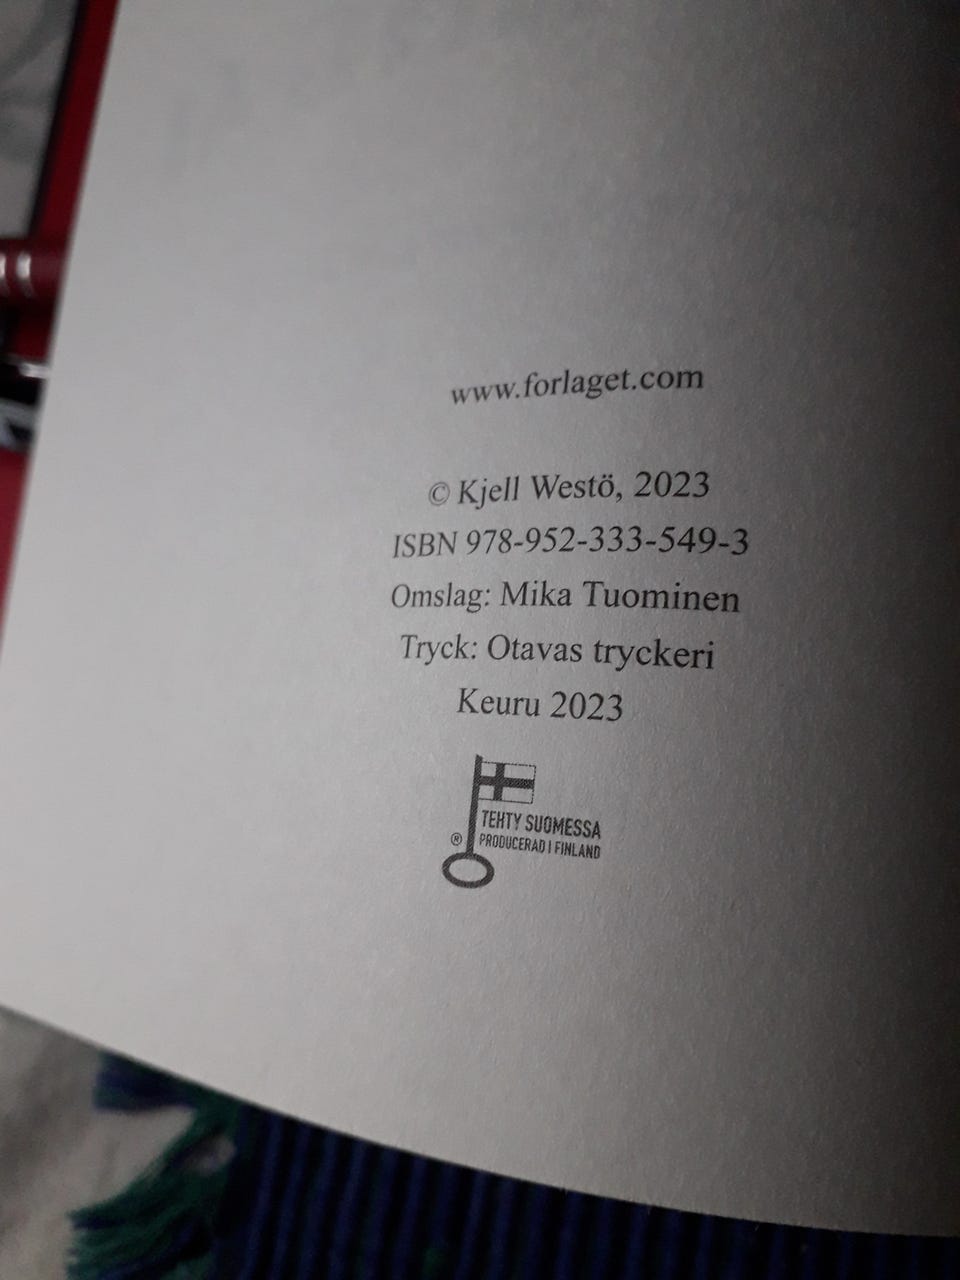 www.forlaget.com
© Kjell Westö, 2023
ISBN 978-952-333-549-3
Omslag: Mika Tuominen
Tryck: Otavas tryckeri
Keuru 2023
TEHTY SUOMESSA
® PRODUCERAD I FINLAND